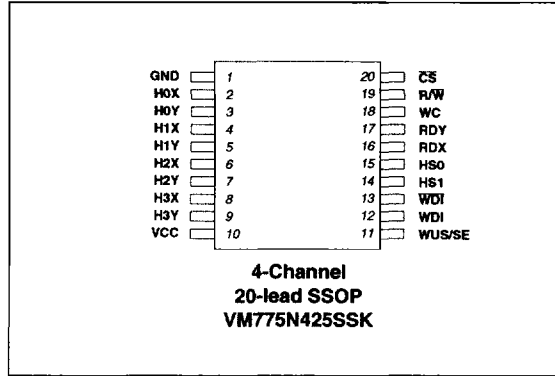 GND 1 20 C̅S̅
H0X 2 19 R/W̅
H0Y 3 18 WC
H1X 4 17 RDY
H1Y 5 16 RDX
H2X 6 15 HS0
H2Y 7 14 HS1
H3X 8 13 W̅D̅I̅
H3Y 9 12 WDI
VCC 10 11 WUS/SE
4-Channel
20-lead SSOP
VM775N425SSK